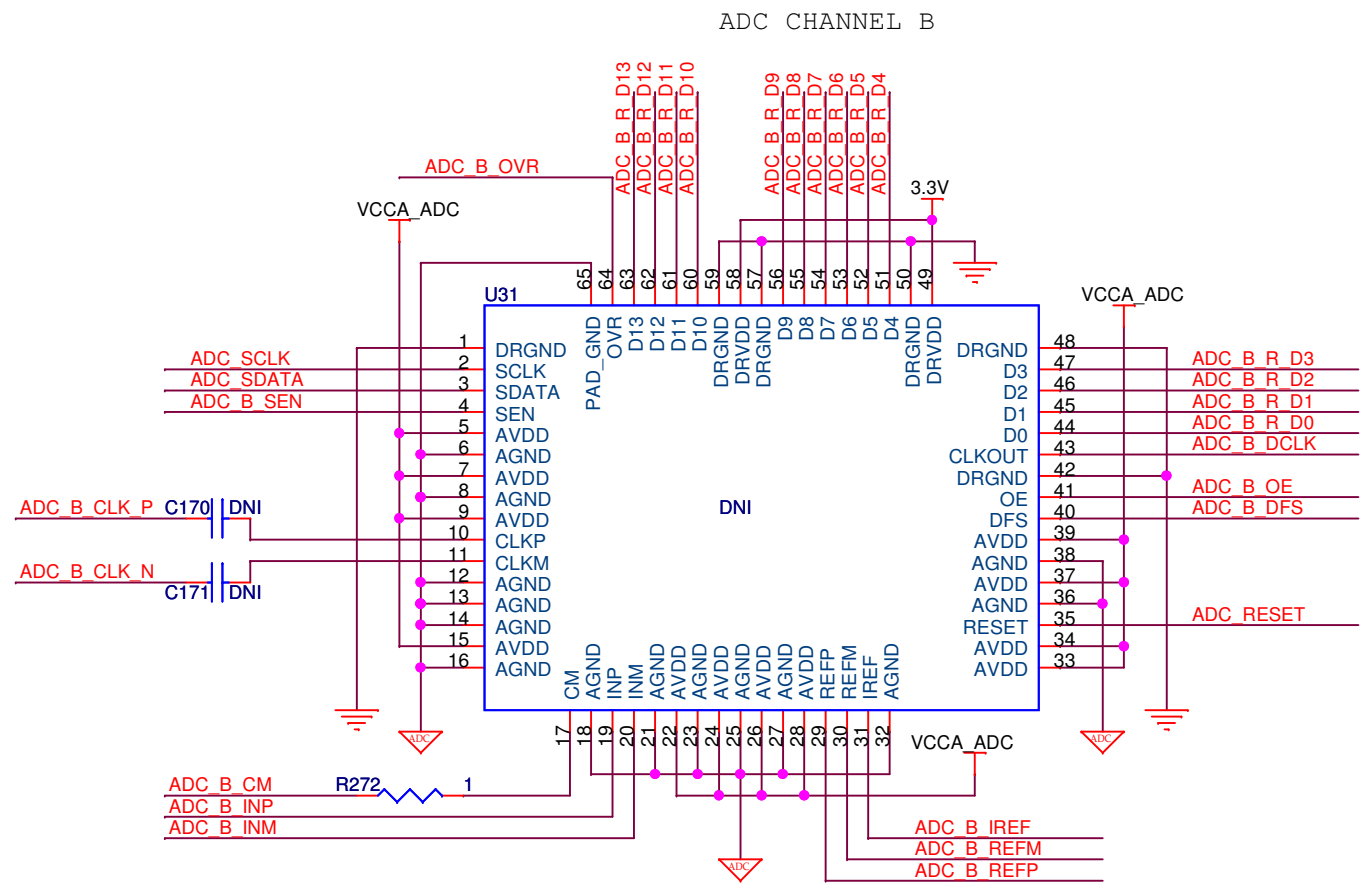 ADC CHANNEL B
ADC_B_R_D13
ADC_B_R_D12
ADC_B_R_D11
ADC_B_R_D10
ADC_B_R_D9
ADC_B_R_D8
ADC_B_R_D7
ADC_B_R_D6
ADC_B_R_D5
ADC_B_R_D4
ADC_B_OVR
3.3V
VCCA_ADC
65
64
63
62
61
60
59
58
57
56
55
54
53
52
51
50
49
U31
VCCA_ADC
PAD_GND
OVR
D13
D12
D11
D10
DRGND
DRVDD
DRGND
D9
D8
D7
D6
D5
D4
DRGND
DRVDD
1 DRGND
ADC_SCLK 2 SCLK
ADC_SDATA 3 SDATA
ADC_B_SEN 4 SEN
5 AVDD
6 AGND
7 AVDD
8 AGND
9 AVDD
10 CLKP
11 CLKM
12 AGND
13 AGND
14 AGND
15 AVDD
16 AGND
ADC_B_CLK_P C170 DNI
ADC_B_CLK_N
C171 DNI
DNI
DRGND 48
D3 47 ADC_B_R_D3
D2 46 ADC_B_R_D2
D1 45 ADC_B_R_D1
D0 44 ADC_B_R_D0
CLKOUT 43 ADC_B_DCLK
DRGND 42
OE 41 ADC_B_OE
DFS 40 ADC_B_DFS
AVDD 39
AGND 38
AVDD 37
AGND 36
RESET 35 ADC_RESET
AVDD 34
AVDD 33
CM
AGND
INP
INM
AGND
AVDD
AGND
AVDD
AGND
AVDD
AGND
AVDD
REFP
REFM
IREF
AGND
17
18
19
20
21
22
23
24
25
26
27
28
29
30
31
32
ADC
ADC
VCCA_ADC
ADC_B_CM R272 1
ADC_B_INP
ADC_B_INM
ADC_B_IREF
ADC_B_REFM
ADC_B_REFP
ADC